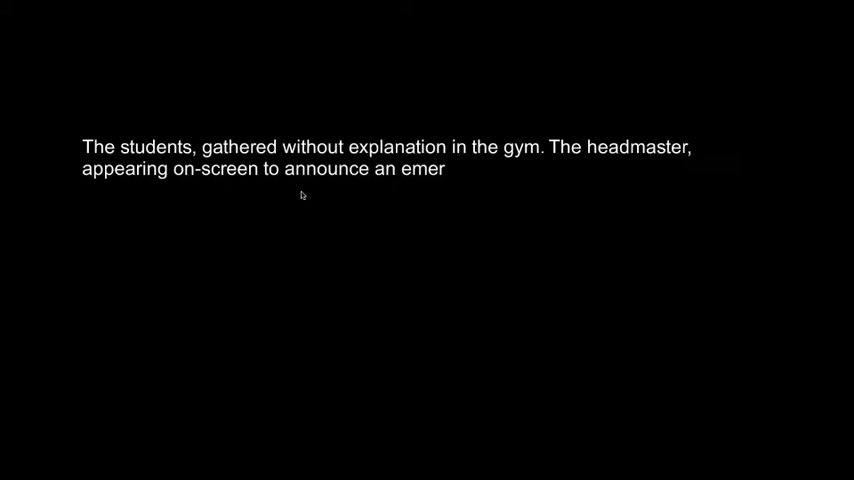 The students, gathered without explanation in the gym. The headmaster,
appearing on-screen to announce an emer